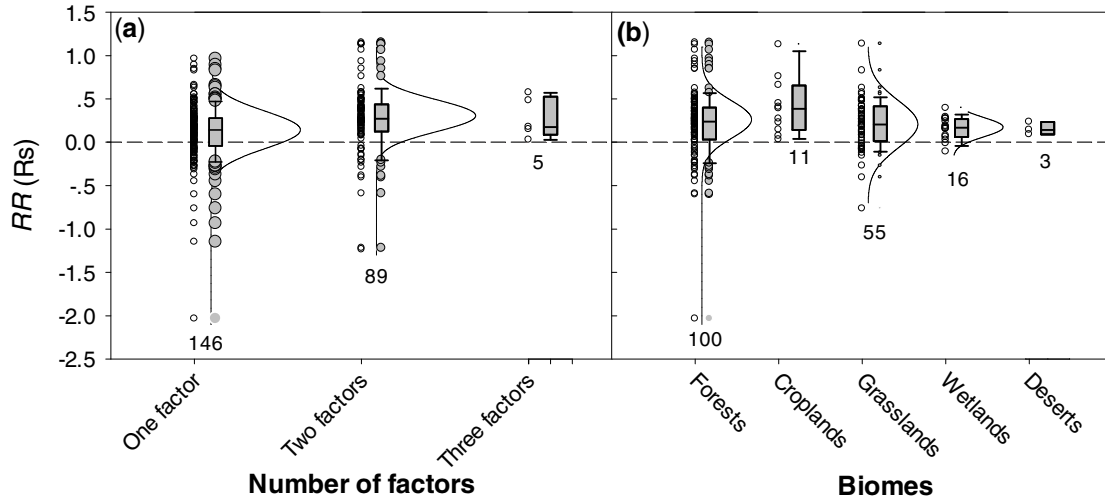 (a)
(b)
1.5
1.0
.50
0.0
-.5
-1.0
-1.5
-2.0
-2.5
RR (Rs)
146
89
5
100
11
55
16
3
One factor
Two factors
Three factors
Forests
Croplands
Grasslands
Wetlands
Deserts
Number of factors
Biomes